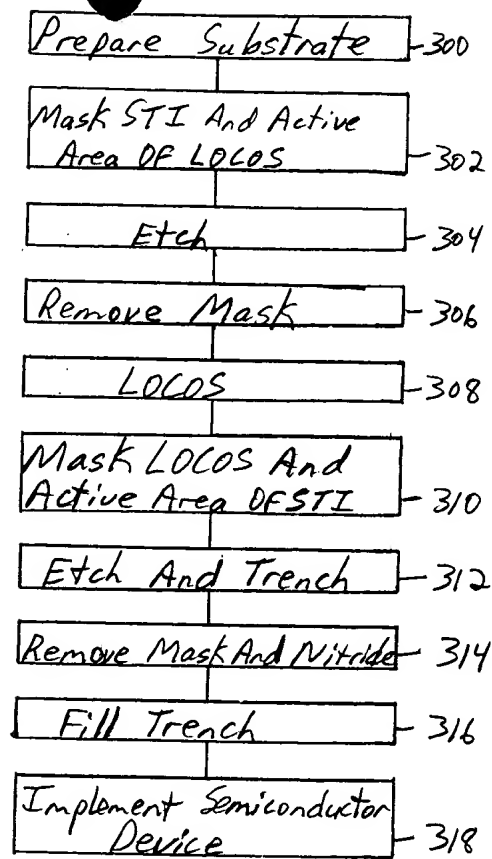 Prepare Substrate
300
Mask STI And Active
Area OF LOCOS
302
Etch
304
Remove Mask
306
LOCOS
308
Mask LOCOS And
Active Area OF STI
310
Etch And Trench
312
Remove Mask And Nitride
314
Fill Trench
316
Implement Semiconductor
Device
318